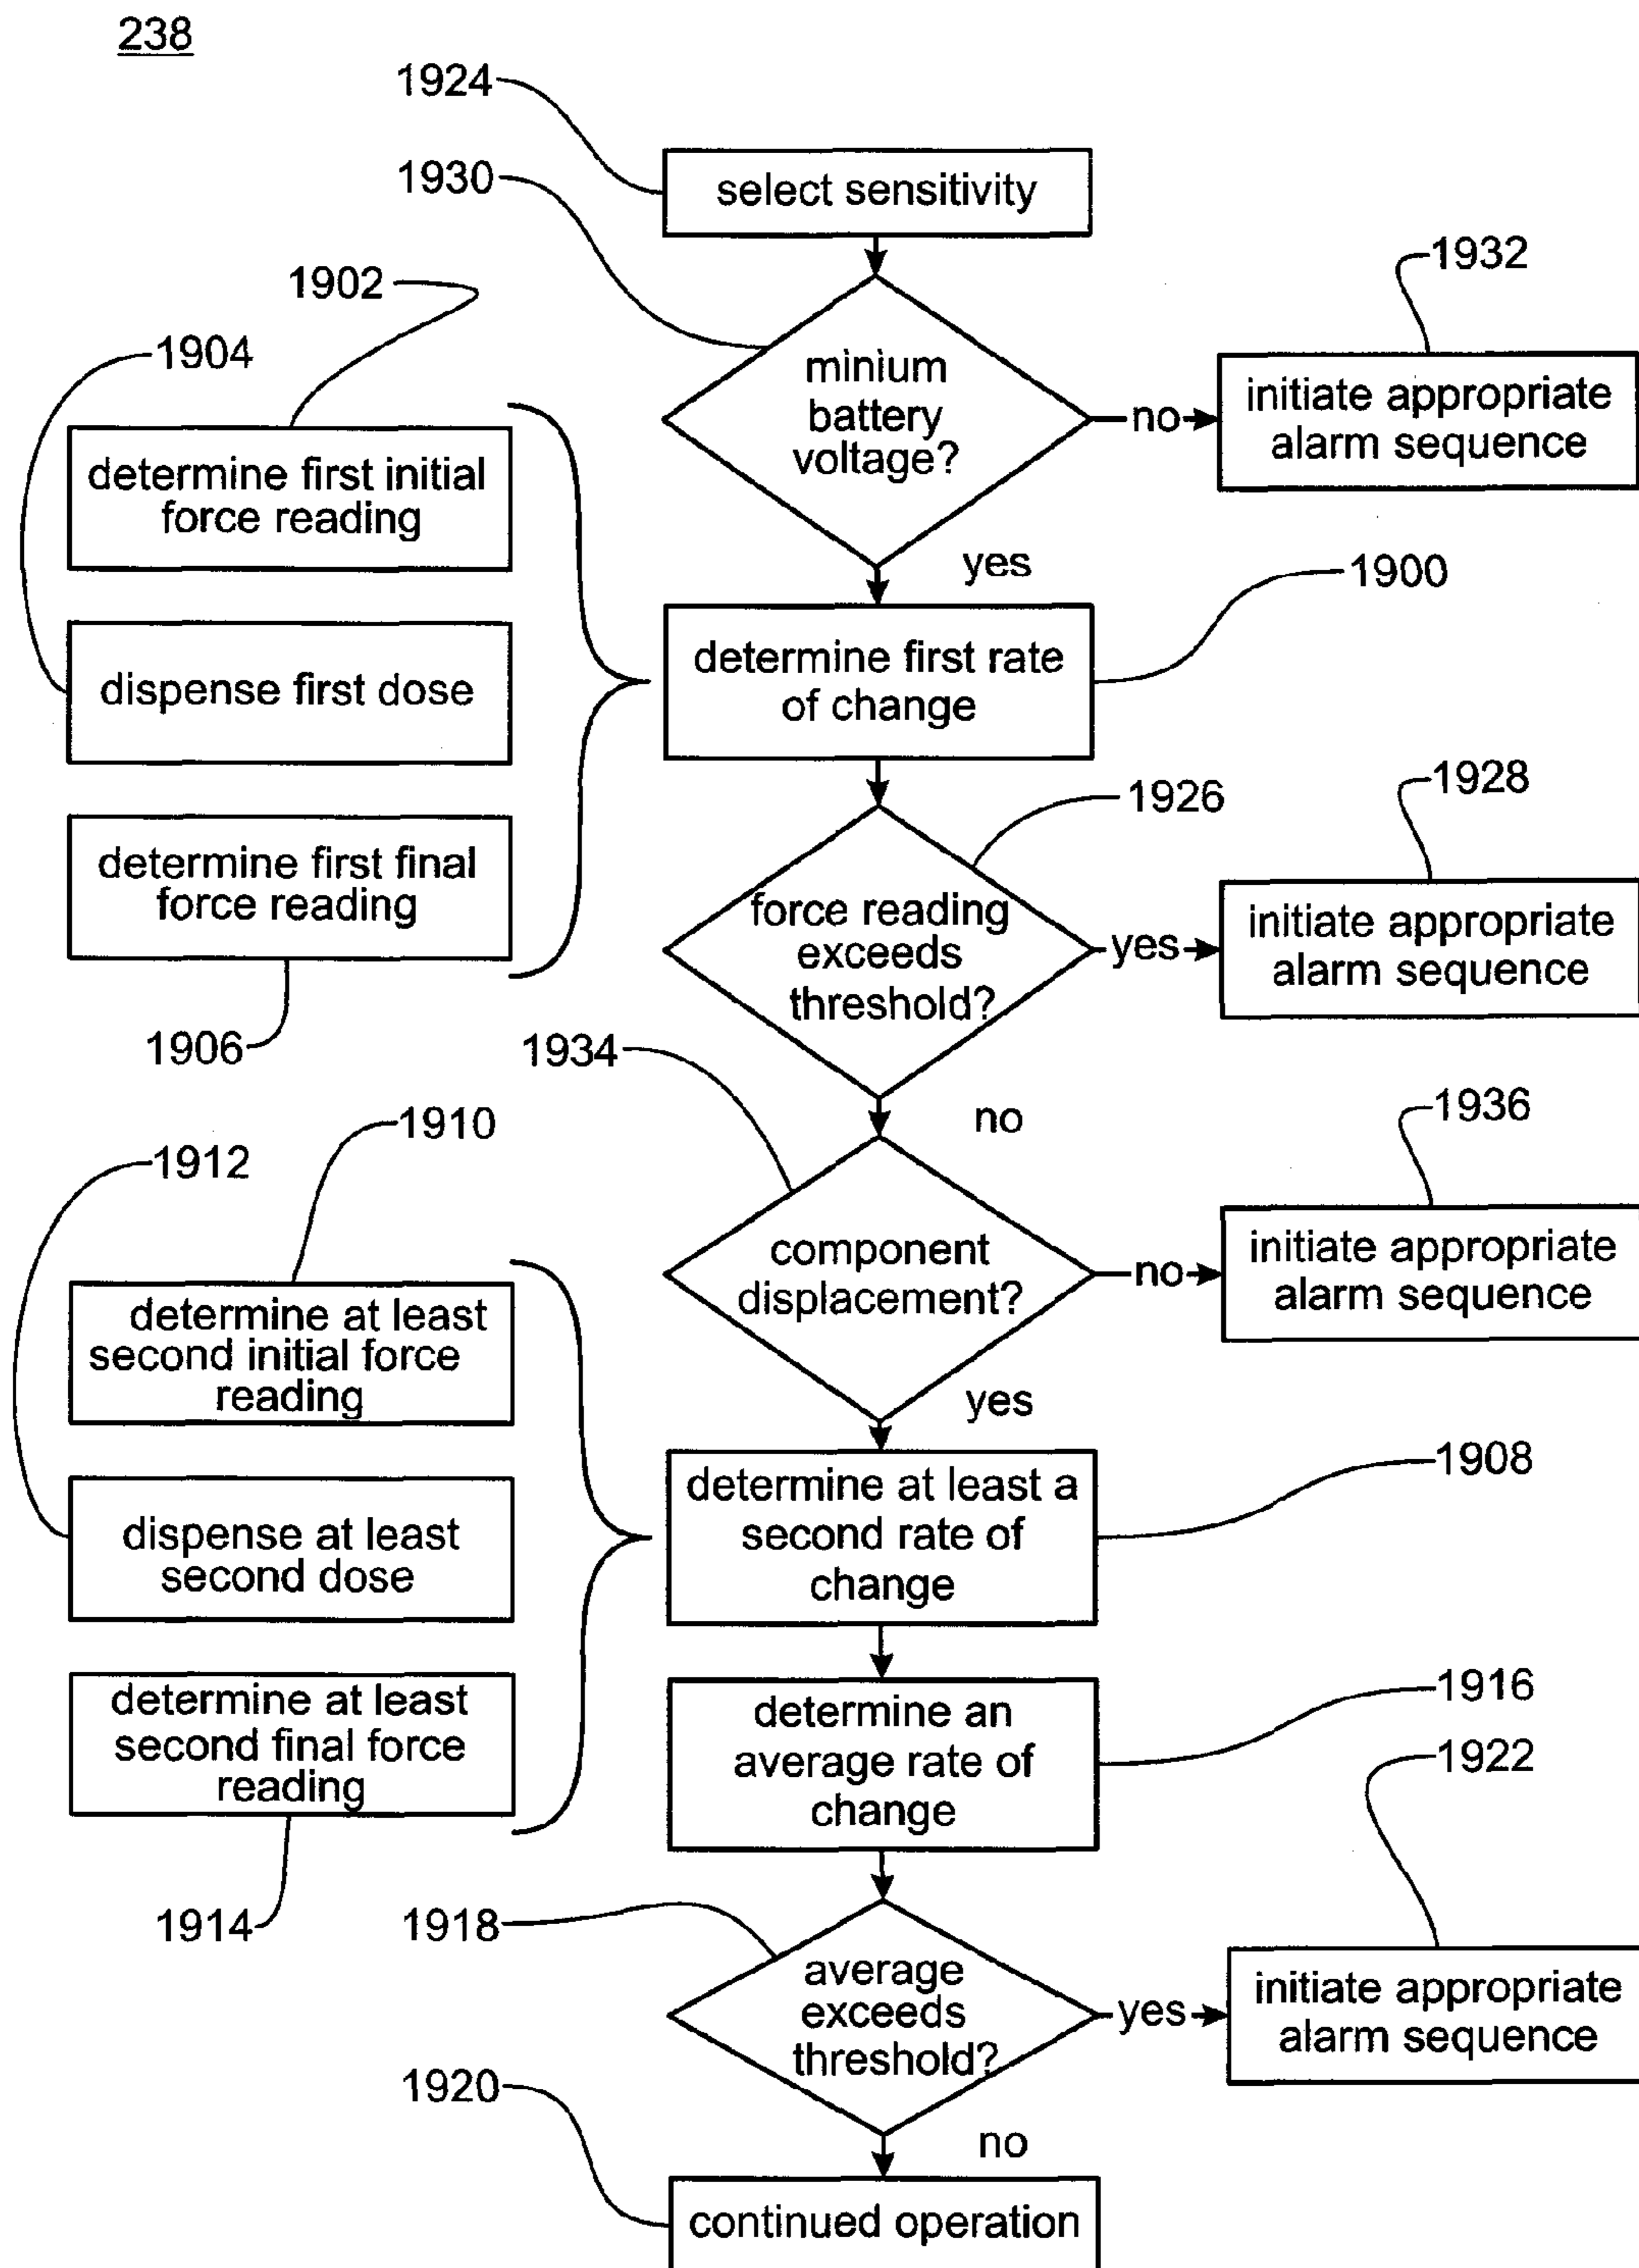 238
1924
select sensitivity
1930
1932
1902
minium
battery
voltage?
no
initiate appropriate
alarm sequence
1904
determine first initial
force reading
yes
1900
dispense first dose
determine first rate
of change
1928
1926
determine first final
force reading
force reading
exceeds
threshold?
yes
initiate appropriate
alarm sequence
1906
1934
no
1936
1910
1912
component
displacement?
no
initiate appropriate
alarm sequence
determine at least
second initial force
reading
yes
1908
determine at least a
second rate of
change
dispense at least
second dose
1916
determine an
average rate of
change
determine at least
second final force
reading
1922
1914
1918
average
exceeds
threshold?
yes
initiate appropriate
alarm sequence
1920
no
continued operation